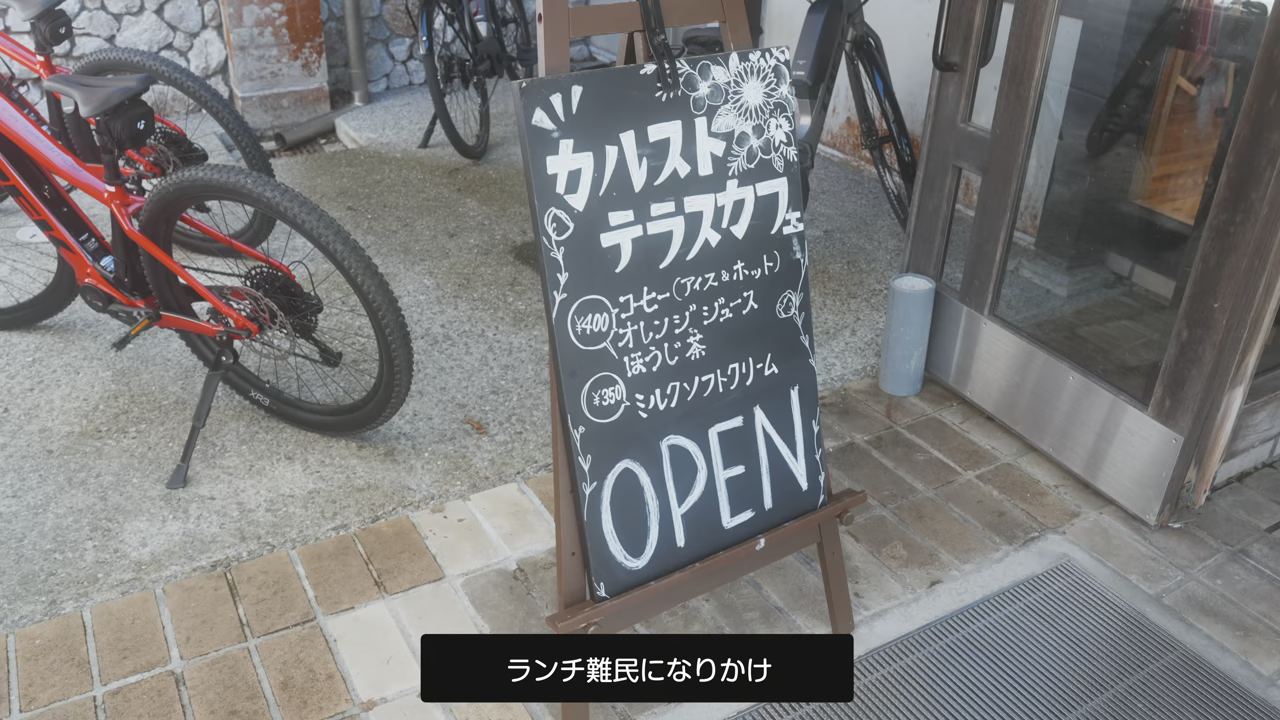 カルスト
テラスカフェ
¥400
コーヒー(アイス&ホット)
オレンジジュース
ほうじ茶
¥350
ミルクソフトクリーム
OPEN
XR3
ランチ難民になりかけ